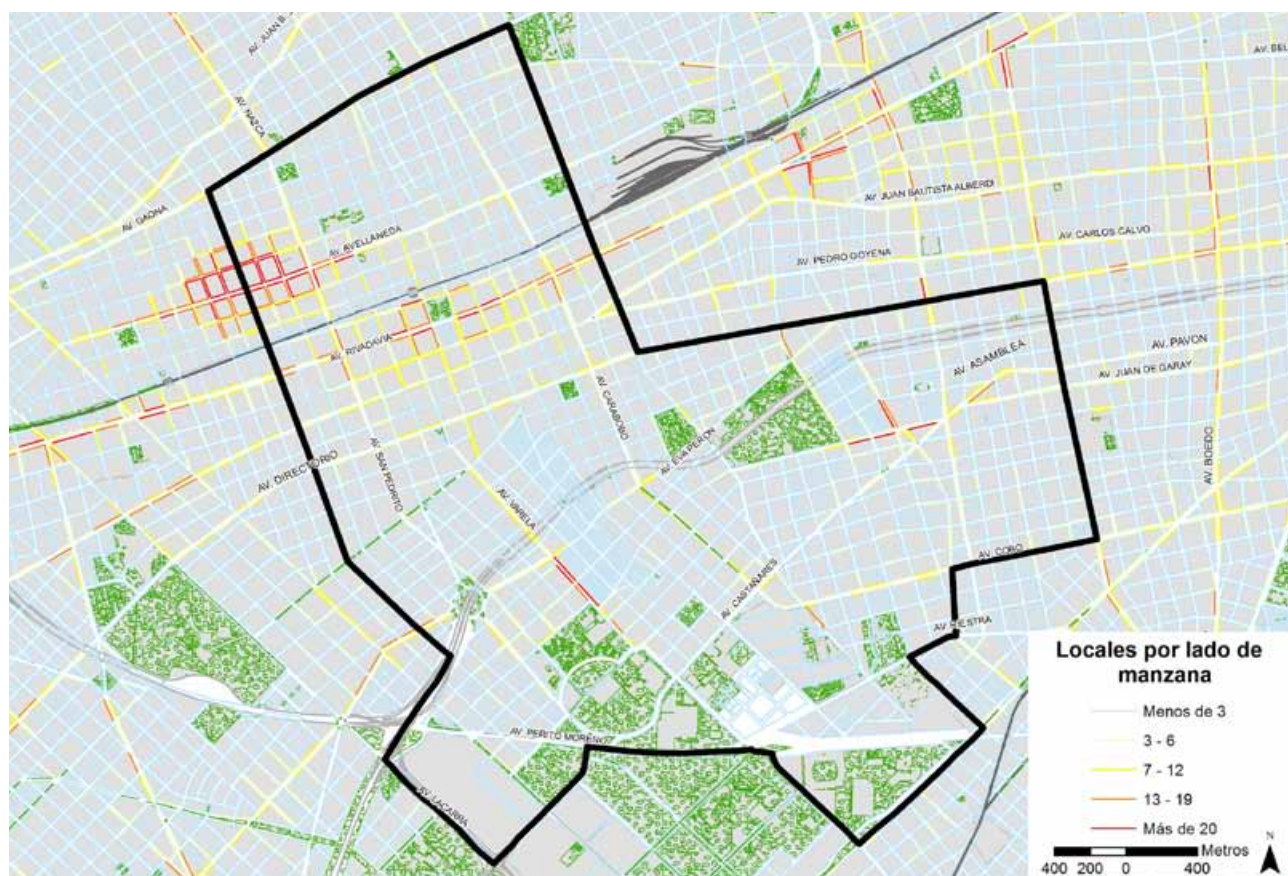 AV. JUAN B. J
AV. NAZCA
AV. BEL
AV. GAONA
AV. AVELLANEDA
AV. JUAN BAUTISTA ALBERDI
AV. CARLOS CALVO
AV. PEDRO GOYENA
AV. RIVADAVIA
AV. PAVON
AV. ASAMBLEA
AV. JUAN DE GARAY
AV. CARABOBO
AV. EVA PERON
AV. BOEDO
AV. DIRECTORIO
AV. SAN PEDRITO
AV. VARELA
AV. COBO
AV. CASTAÑARES
AV. RIESTRA
AV. PERITO MORENO
AV. LACARRA
Locales por lado de
manzana
Menos de 3
3 - 6
7 - 12
13 - 19
Más de 20
Metros
400 200 0 400
N